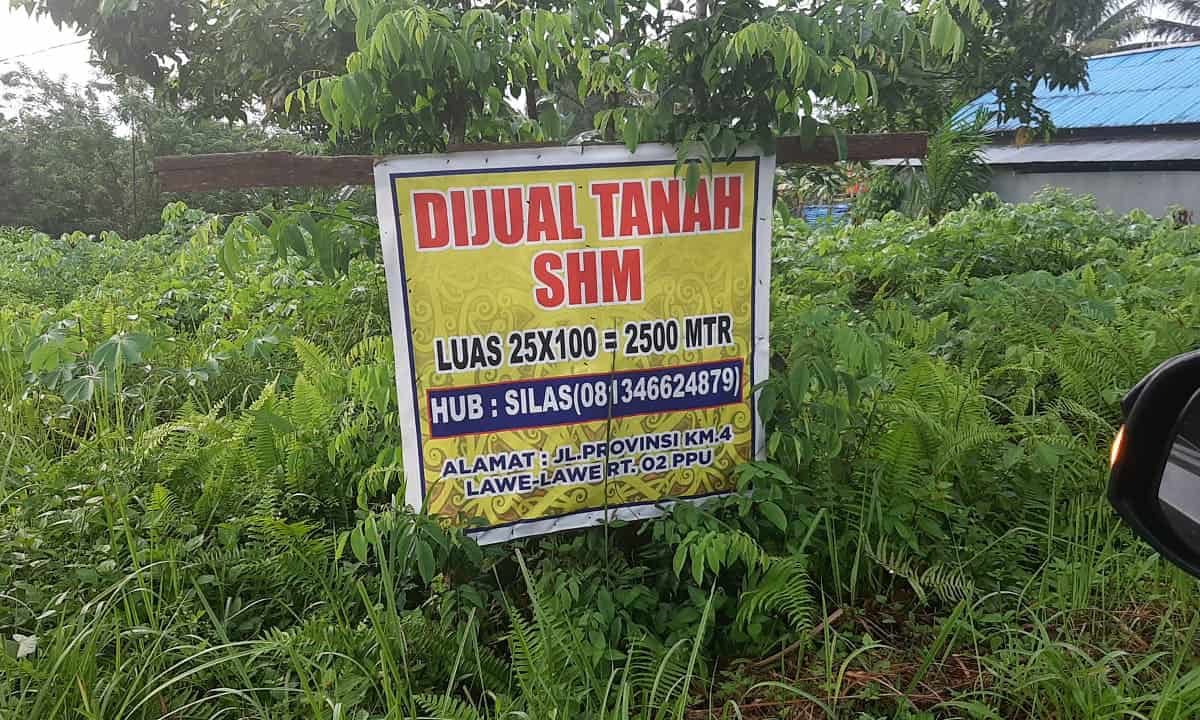 DIJUAL TANAH
SHM
LUAS 25X100 = 2500 MTR
HUB : SILAS(081346624879)
ALAMAT : JL.PROVINSI KM.4
LAWE-LAWE RT. 02 PPU